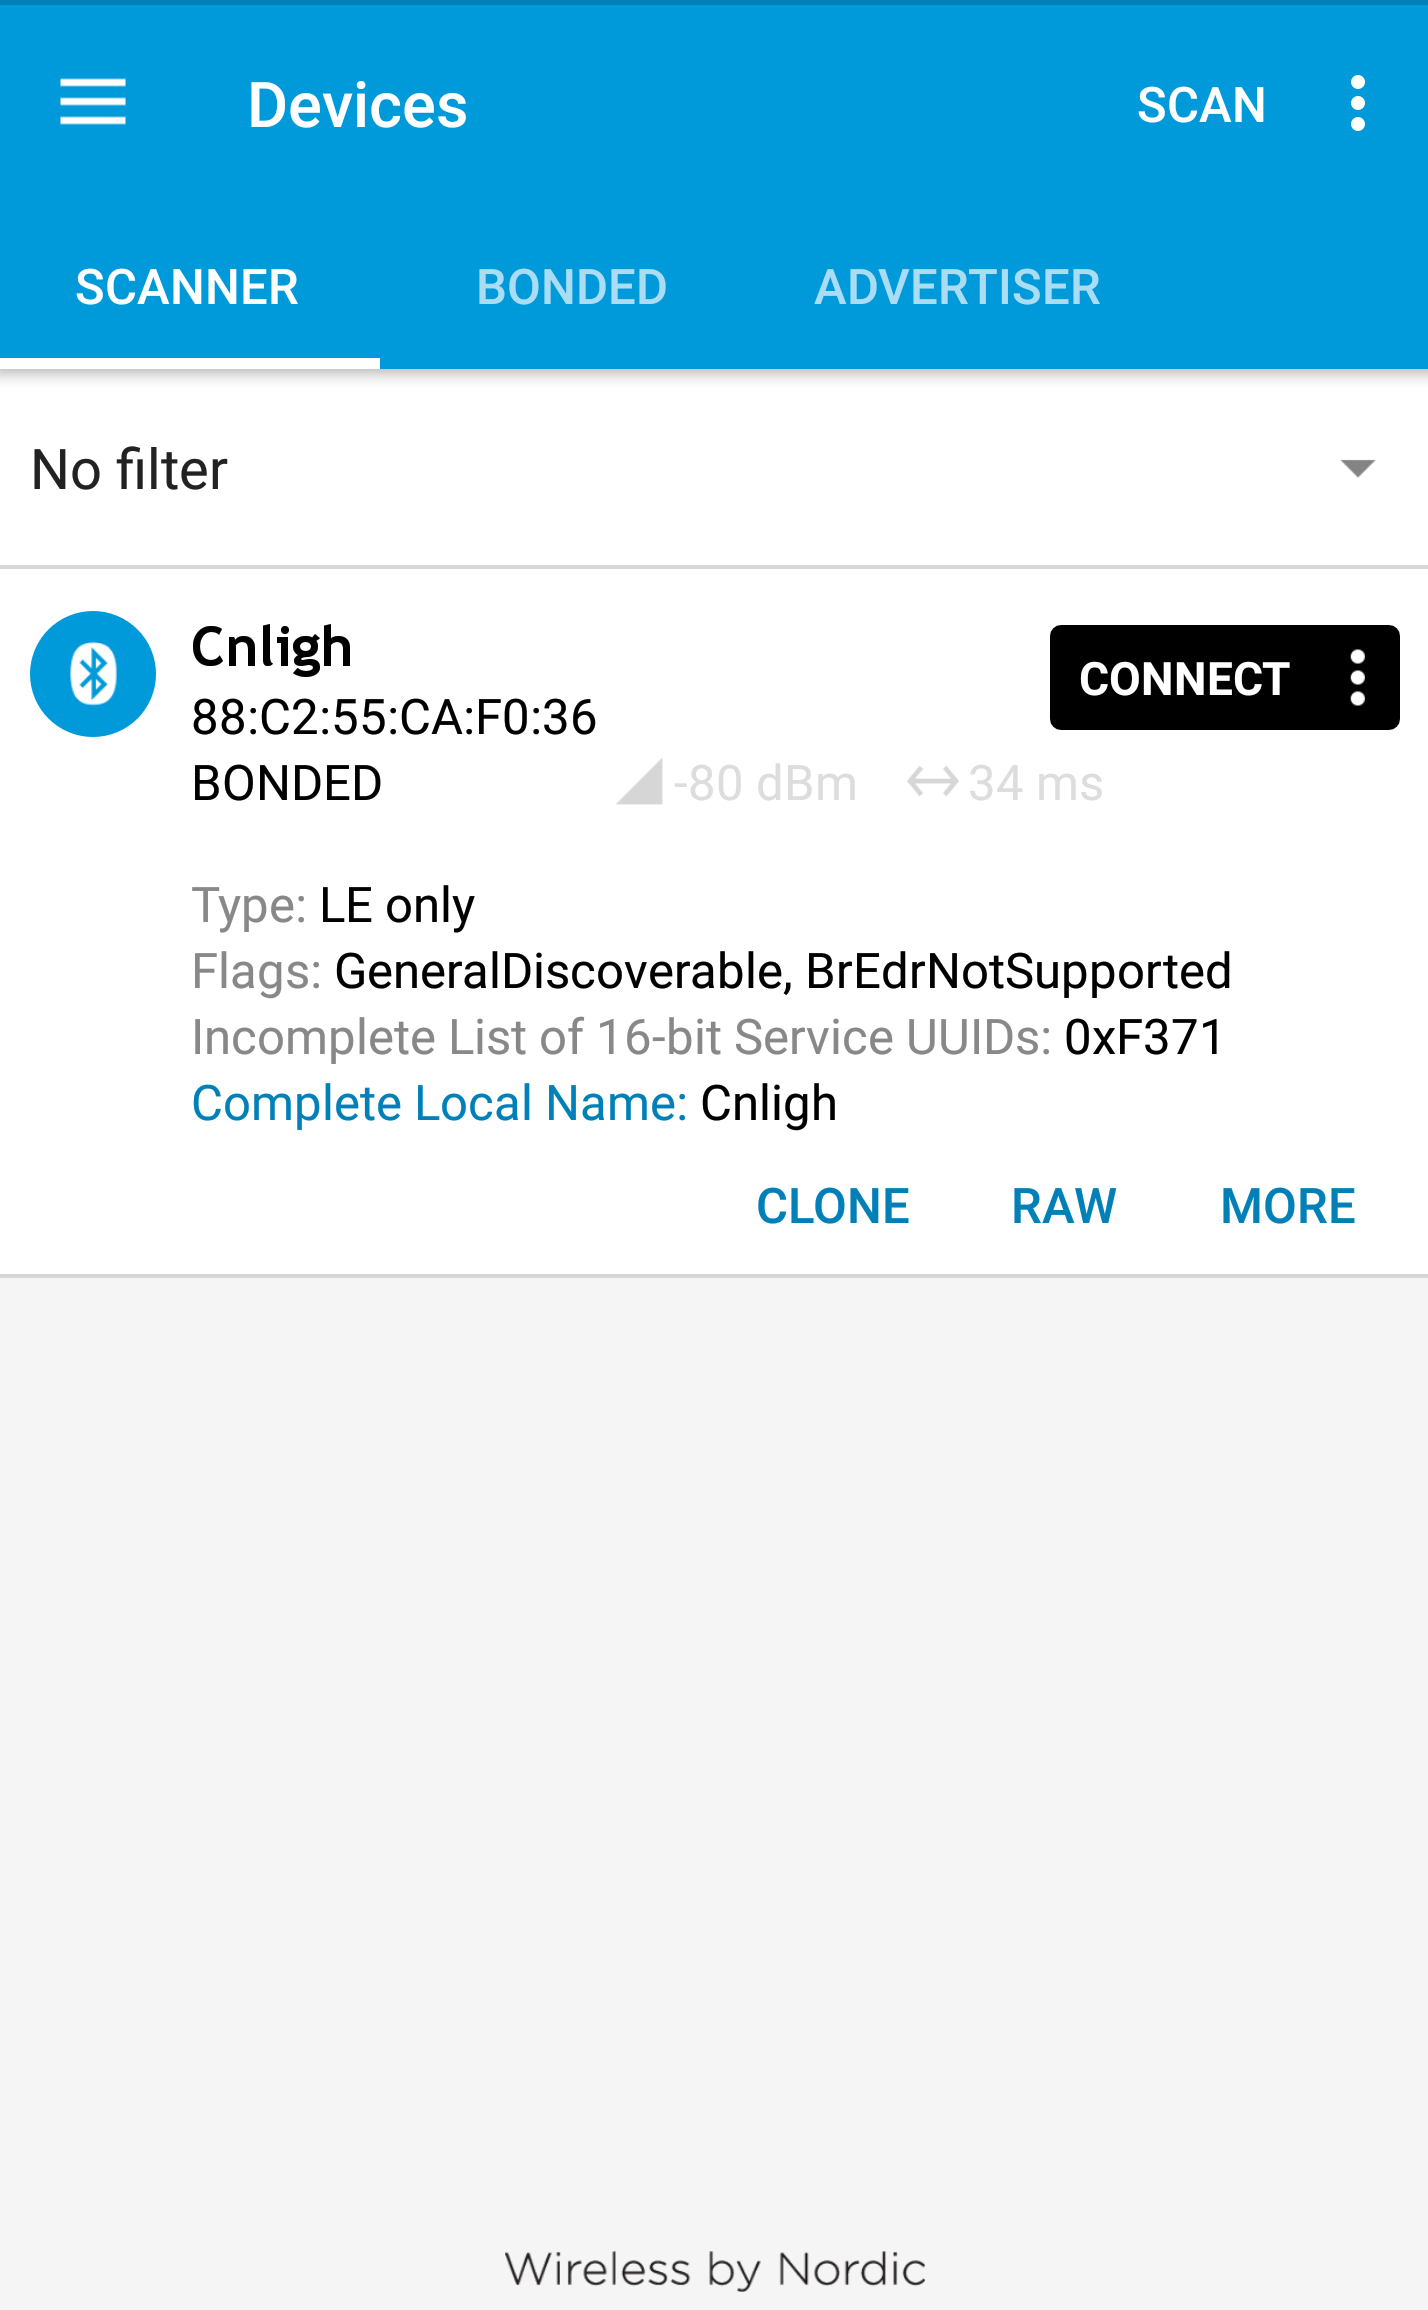 Devices SCAN
SCANNER BONDED ADVERTISER
No filter
Cnligh
CONNECT
88:C2:55:CA:F0:36
BONDED -80 dBm 34 ms
Type: LE only
Flags: GeneralDiscoverable, BrEdrNotSupported
Incomplete List of 16-bit Service UUIDs: 0xF371
Complete Local Name: Cnligh
CLONE RAW MORE
Wireless by Nordic